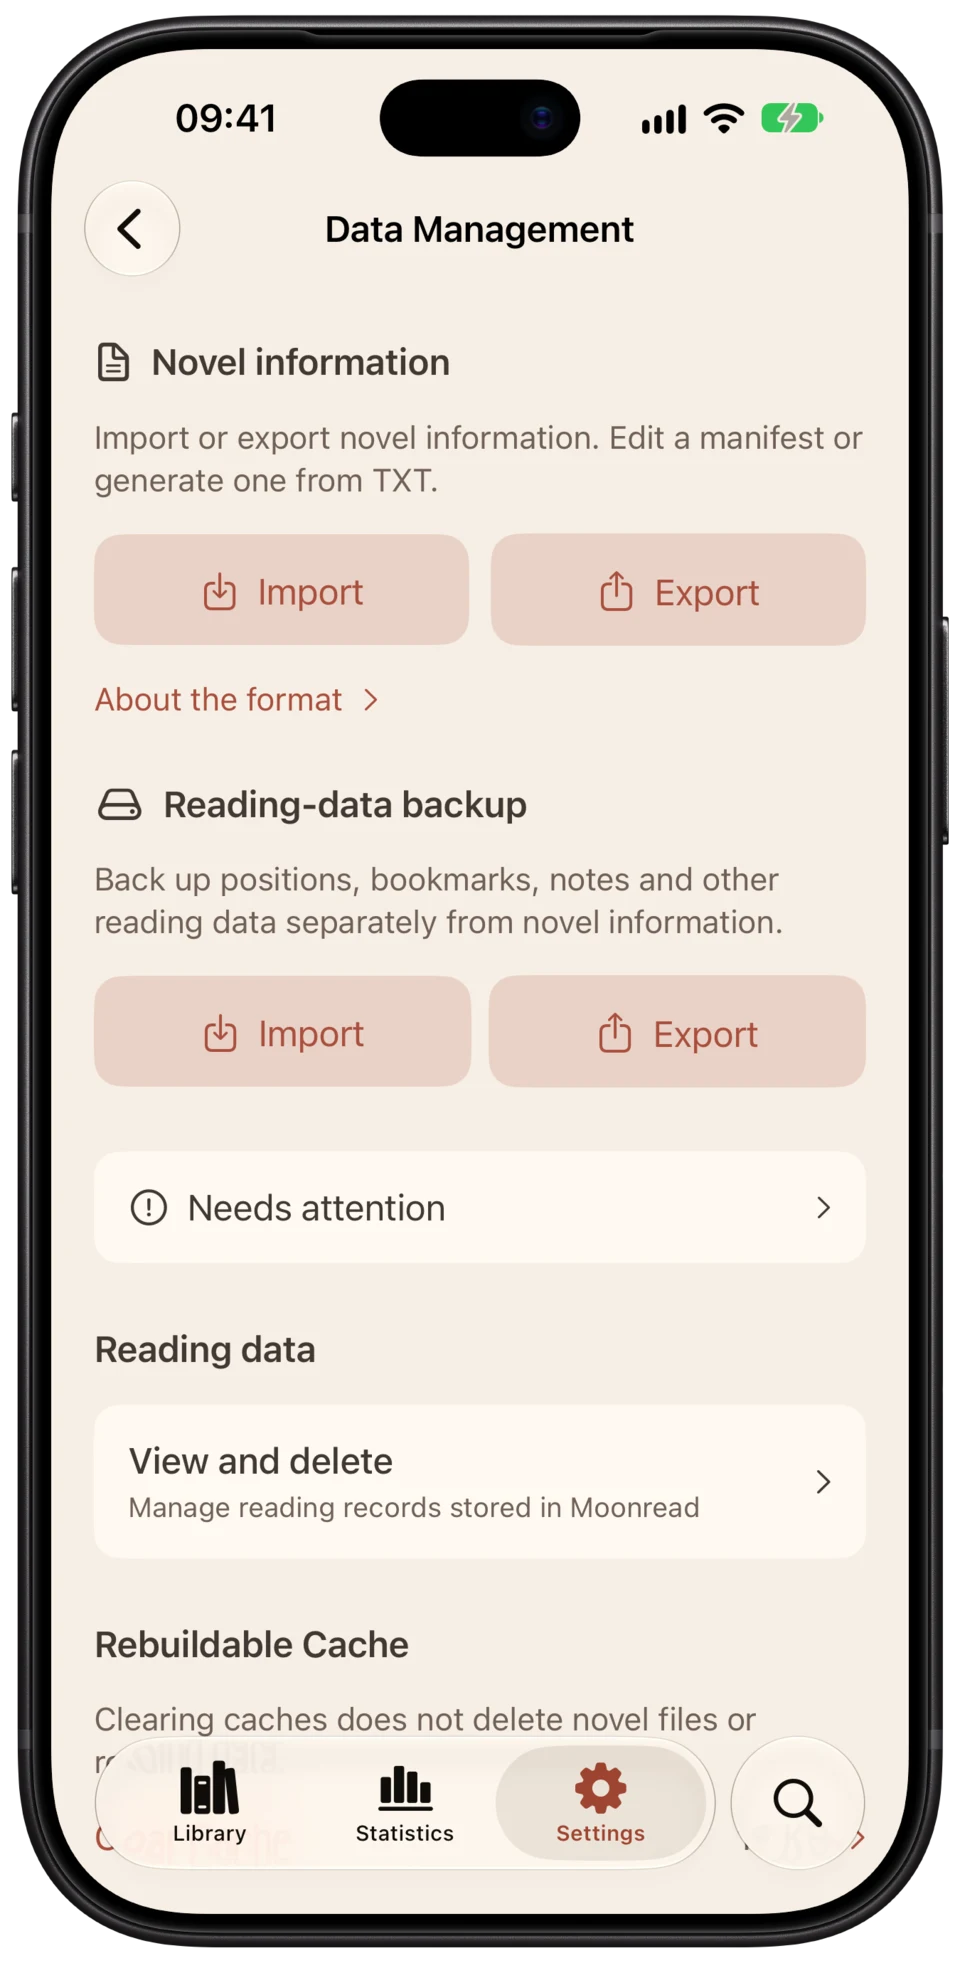 09:41
Data Management
Novel information
Import or export novel information. Edit a manifest or
generate one from TXT.
Import
Export
About the format
Reading-data backup
Back up positions, bookmarks, notes and other
reading data separately from novel information.
Import
Export
Needs attention
Reading data
View and delete
Manage reading records stored in Moonread
Rebuildable Cache
Clearing caches does not delete novel files or
Library
Statistics
Settings